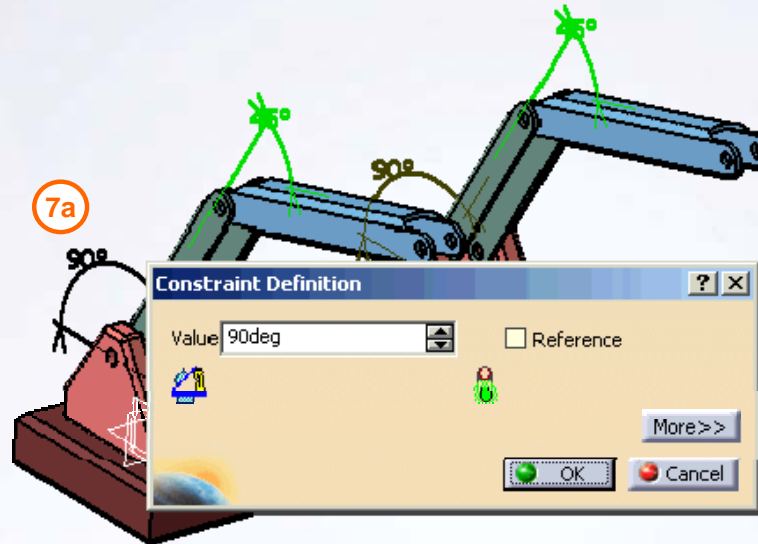 45°
45°
90°
7a
90°
Constraint Definition
? X
Value 90deg
Reference
More>>
OK
Cancel